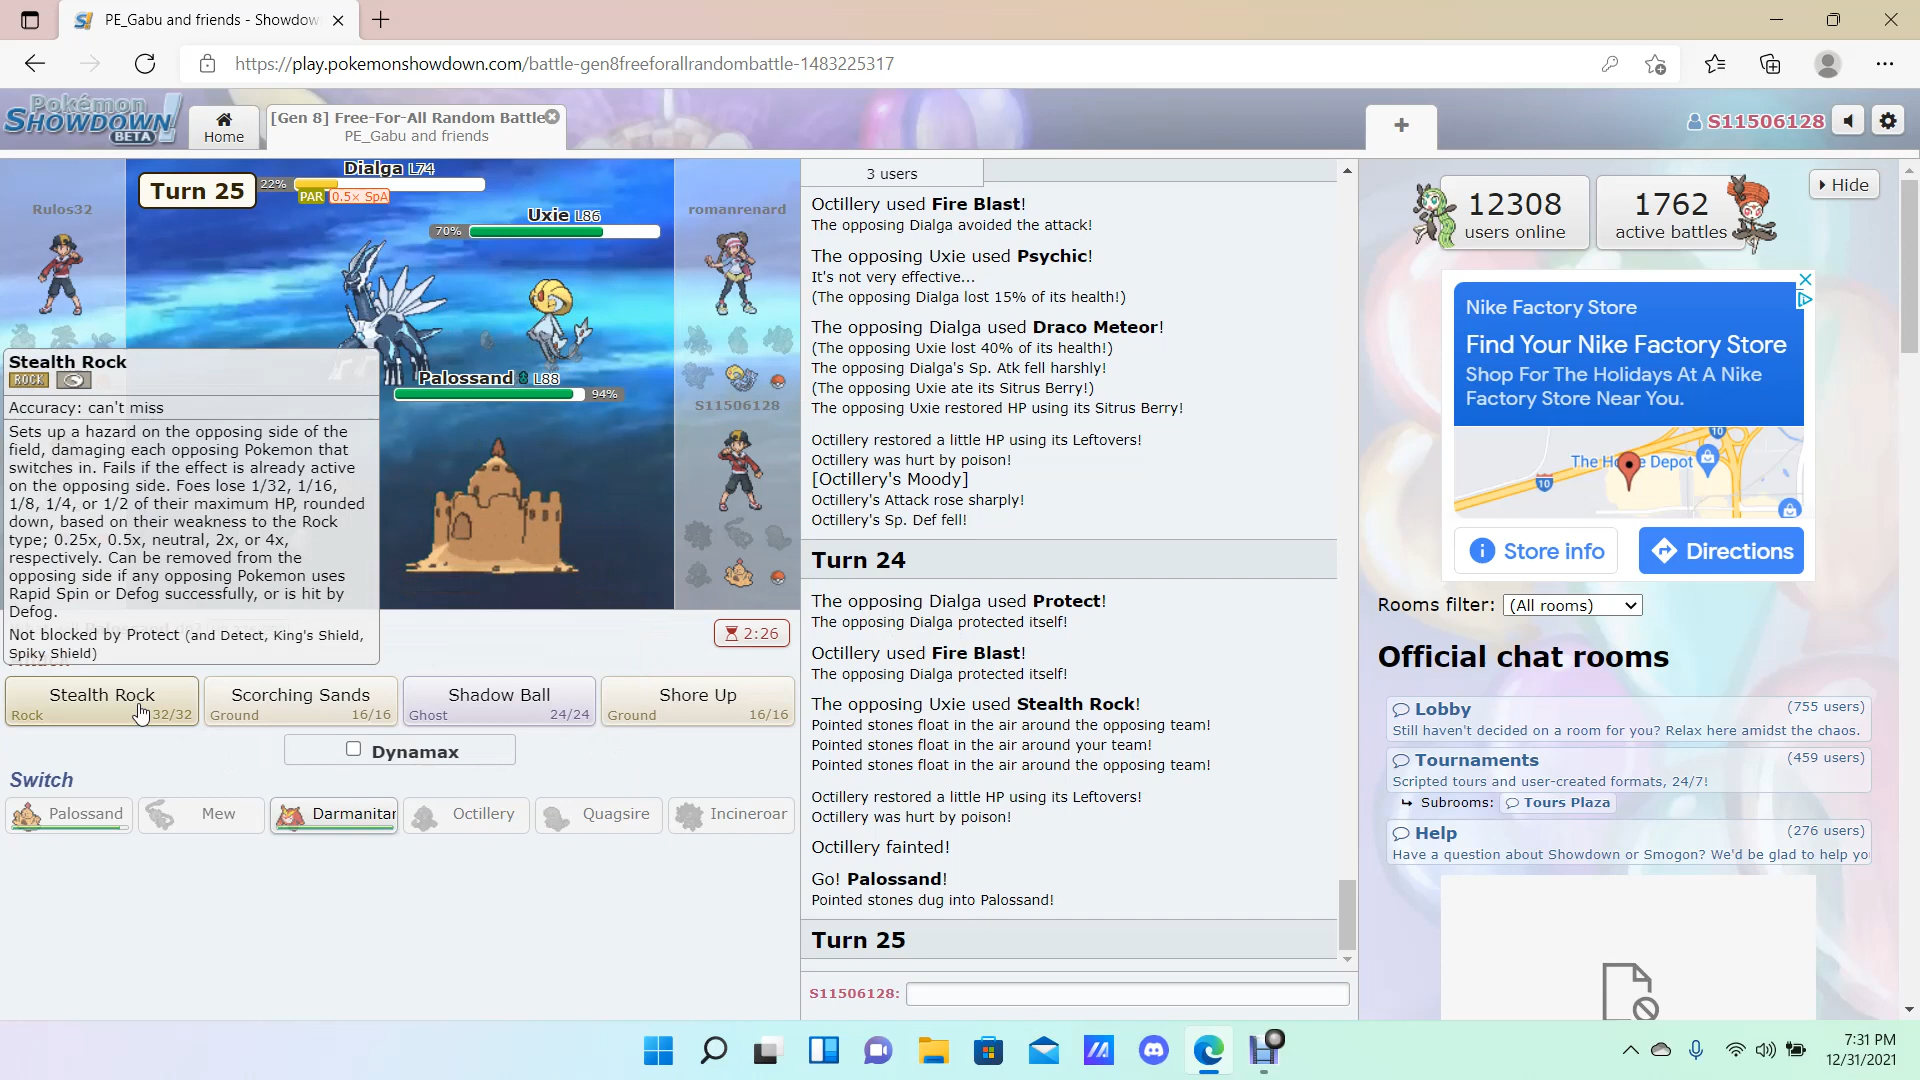 PE_Gabu and friends - Showdow
https://play.pokemonshowdown.com/battle-gen8freeforallrandombattle-1483225317
Pokémon
SHOWDOWN!
BETA
Home
[Gen 8] Free-For-All Random Battle
PE_Gabu and friends
S11506128
Turn 25
Dialga L74
22%
PAR 0.5× SpA
Uxie L86
70%
Rulos32
romanrenard
Palossand L88
94%
S11506128
Stealth Rock
ROCK
Accuracy: can't miss
Sets up a hazard on the opposing side of the
field, damaging each opposing Pokemon that
switches in. Fails if the effect is already active
on the opposing side. Foes lose 1/32, 1/16,
1/8, 1/4, or 1/2 of their maximum HP, rounded
down, based on their weakness to the Rock
type; 0.25x, 0.5x, neutral, 2x, or 4x,
respectively. Can be removed from the
opposing side if any opposing Pokemon uses
Rapid Spin or Defog successfully, or is hit by
Defog.
Not blocked by Protect (and Detect, King's Shield,
Spiky Shield)
2:26
Stealth Rock
Rock 32/32
Scorching Sands
Ground 16/16
Shadow Ball
Ghost 24/24
Shore Up
Ground 16/16
Dynamax
Switch
Palossand
Mew
Darmanitan
Octillery
Quagsire
Incineroar
3 users
Octillery used Fire Blast!
The opposing Dialga avoided the attack!
The opposing Uxie used Psychic!
It's not very effective...
(The opposing Dialga lost 15% of its health!)
The opposing Dialga used Draco Meteor!
(The opposing Uxie lost 40% of its health!)
The opposing Dialga's Sp. Atk fell harshly!
(The opposing Uxie ate its Sitrus Berry!)
The opposing Uxie restored HP using its Sitrus Berry!
Octillery restored a little HP using its Leftovers!
Octillery was hurt by poison!
[Octillery's Moody]
Octillery's Attack rose sharply!
Octillery's Sp. Def fell!
Turn 24
The opposing Dialga used Protect!
The opposing Dialga protected itself!
Octillery used Fire Blast!
The opposing Dialga protected itself!
The opposing Uxie used Stealth Rock!
Pointed stones float in the air around the opposing team!
Pointed stones float in the air around your team!
Pointed stones float in the air around the opposing team!
Octillery restored a little HP using its Leftovers!
Octillery was hurt by poison!
Octillery fainted!
Go! Palossand!
Pointed stones dug into Palossand!
Turn 25
S11506128:
12308
users online
1762
active battles
Hide
Nike Factory Store
Find Your Nike Factory Store
Shop For The Holidays At A Nike
Factory Store Near You.
The Home Depot
10
10
10
Store info
Directions
Rooms filter: (All rooms)
Official chat rooms
Lobby (755 users)
Still haven't decided on a room for you? Relax here amidst the chaos.
Tournaments (459 users)
Scripted tours and user-created formats, 24/7!
Subrooms: Tours Plaza
Help (276 users)
Have a question about Showdown or Smogon? We'd be glad to help yo
7:31 PM
12/31/2021